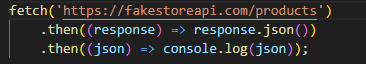 fetch('https://fakestoreapi.com/products')
    .then((response) => response.json())
    .then((json) => console.log(json));